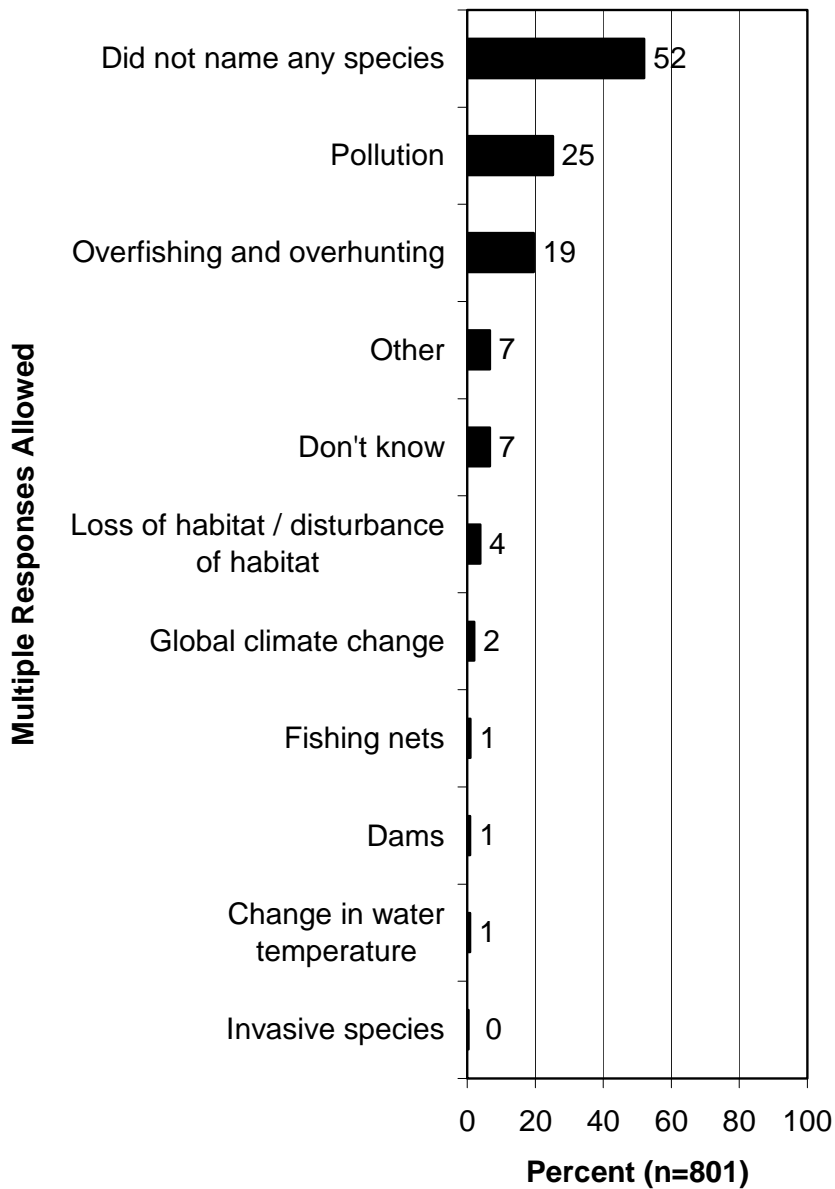 Multiple Responses Allowed
Did not name any species 52
Pollution 25
Overfishing and overhunting 19
Other 7
Don't know 7
Loss of habitat / disturbance
of habitat 4
Global climate change 2
Fishing nets 1
Dams 1
Change in water
temperature 1
Invasive species 0
0 20 40 60 80 100
Percent (n=801)